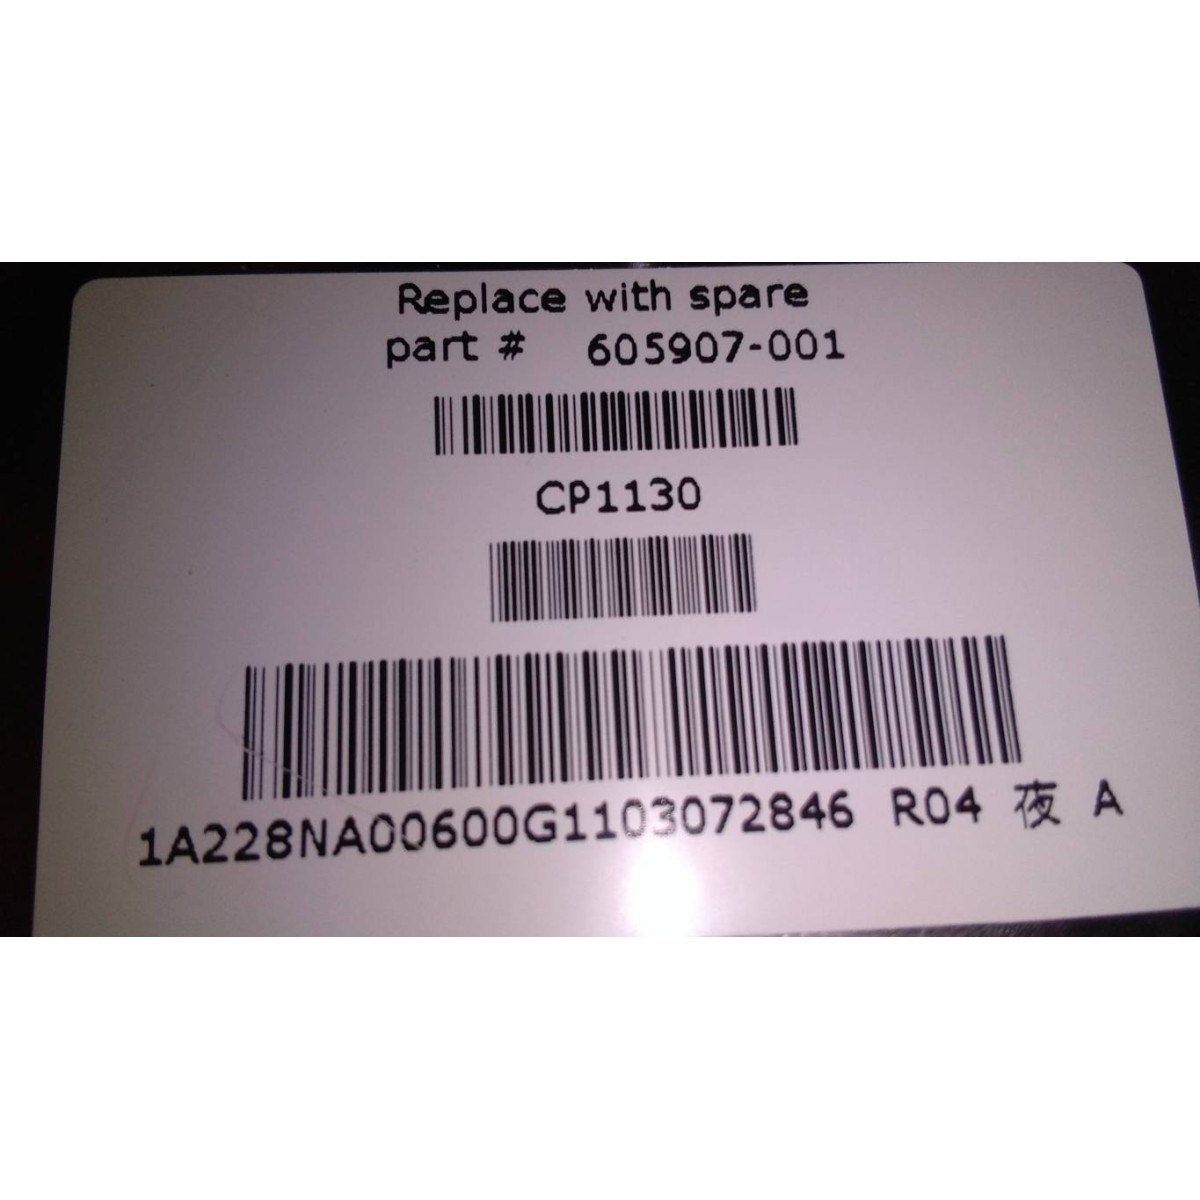 Replace with spare
part # 605907-001
CP1130
1A228NA00600G1103072846 R04 夜 A